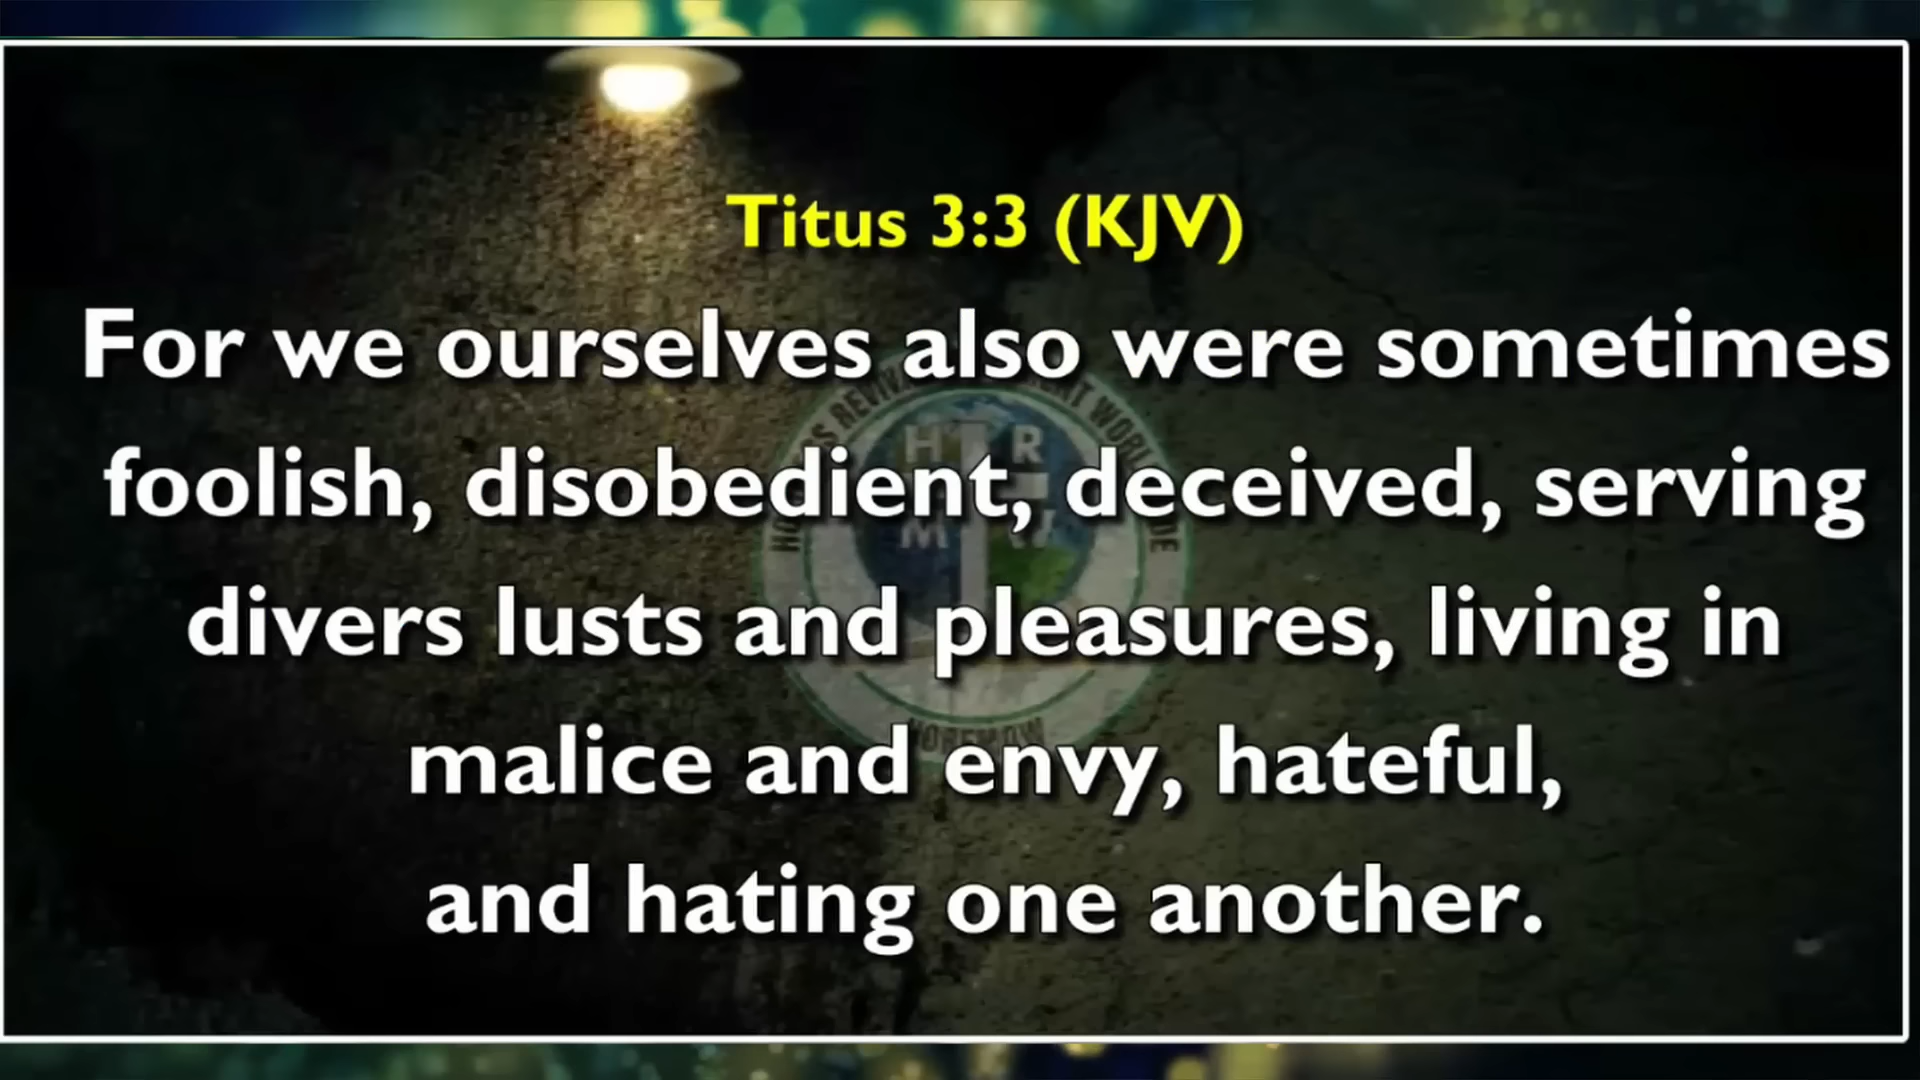 Titus 3:3 (KJV)
For we ourselves also were sometimes
foolish, disobedient, deceived, serving
divers lusts and pleasures, living in
malice and envy, hateful,
and hating one another.
H R
M W